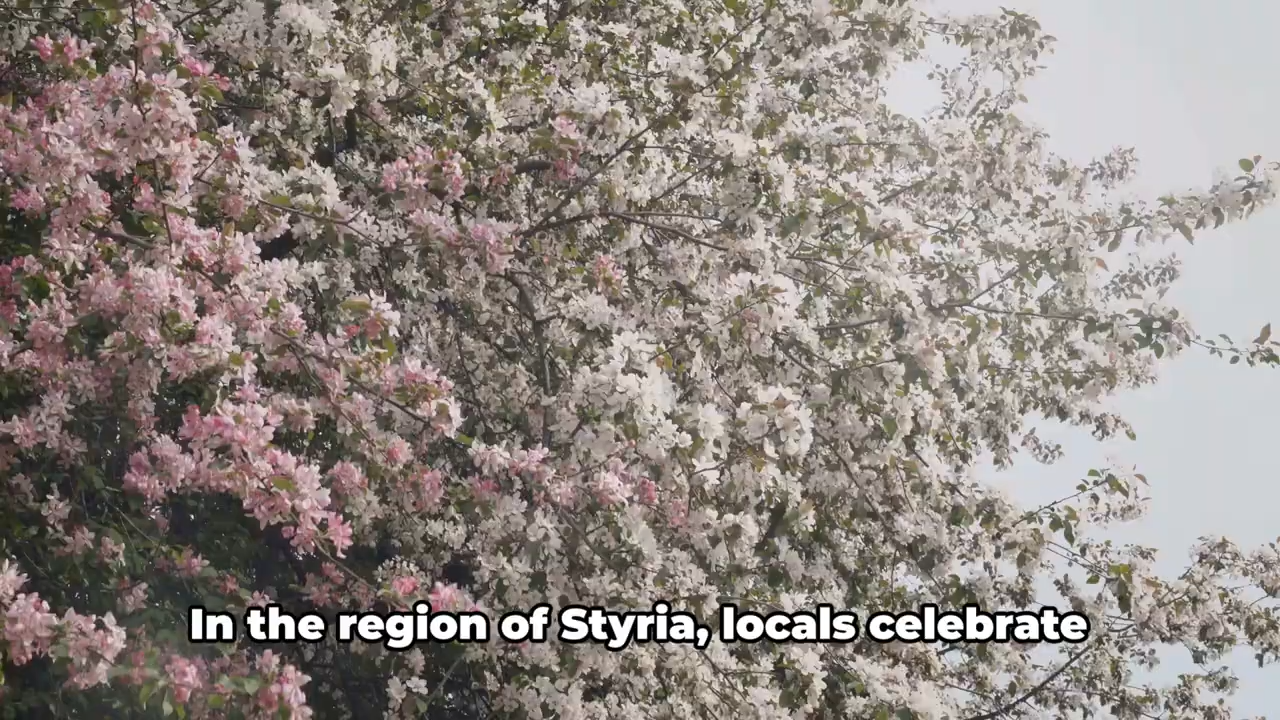 In the region of Styria, locals celebrate